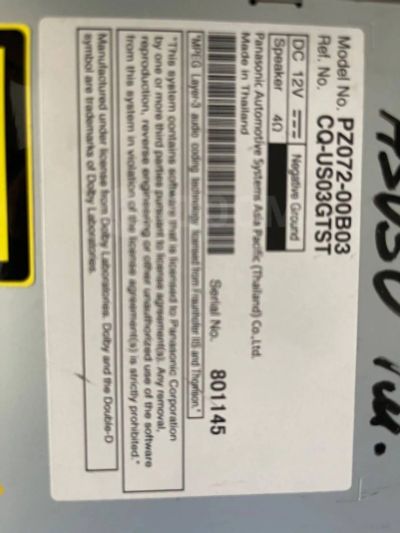 Model No. PZ072-00B03
Ref. No. CQ-US03GTST
DC 12V Negative Ground
Speaker 4Ω
Panasonic Automotive Systems Asia Pacific (Thailand) Co.,Ltd.
Made in Thailand
Serial No. 801145
"MPEG Layer-3 audio coding technology licensed from Fraunhofer IIS and Thomson."
"This system contains software that is licensed to Panasonic Corporation
by one or more third parties pursuant to license agreement(s). Any removal,
reproduction, reverse engineering or other unauthorized use of the software
from this system in violation of the license agreement(s) is strictly prohibited."
Manufactured under license from Dolby Laboratories. Dolby and the Double-D
symbol are trademarks of Dolby Laboratories.